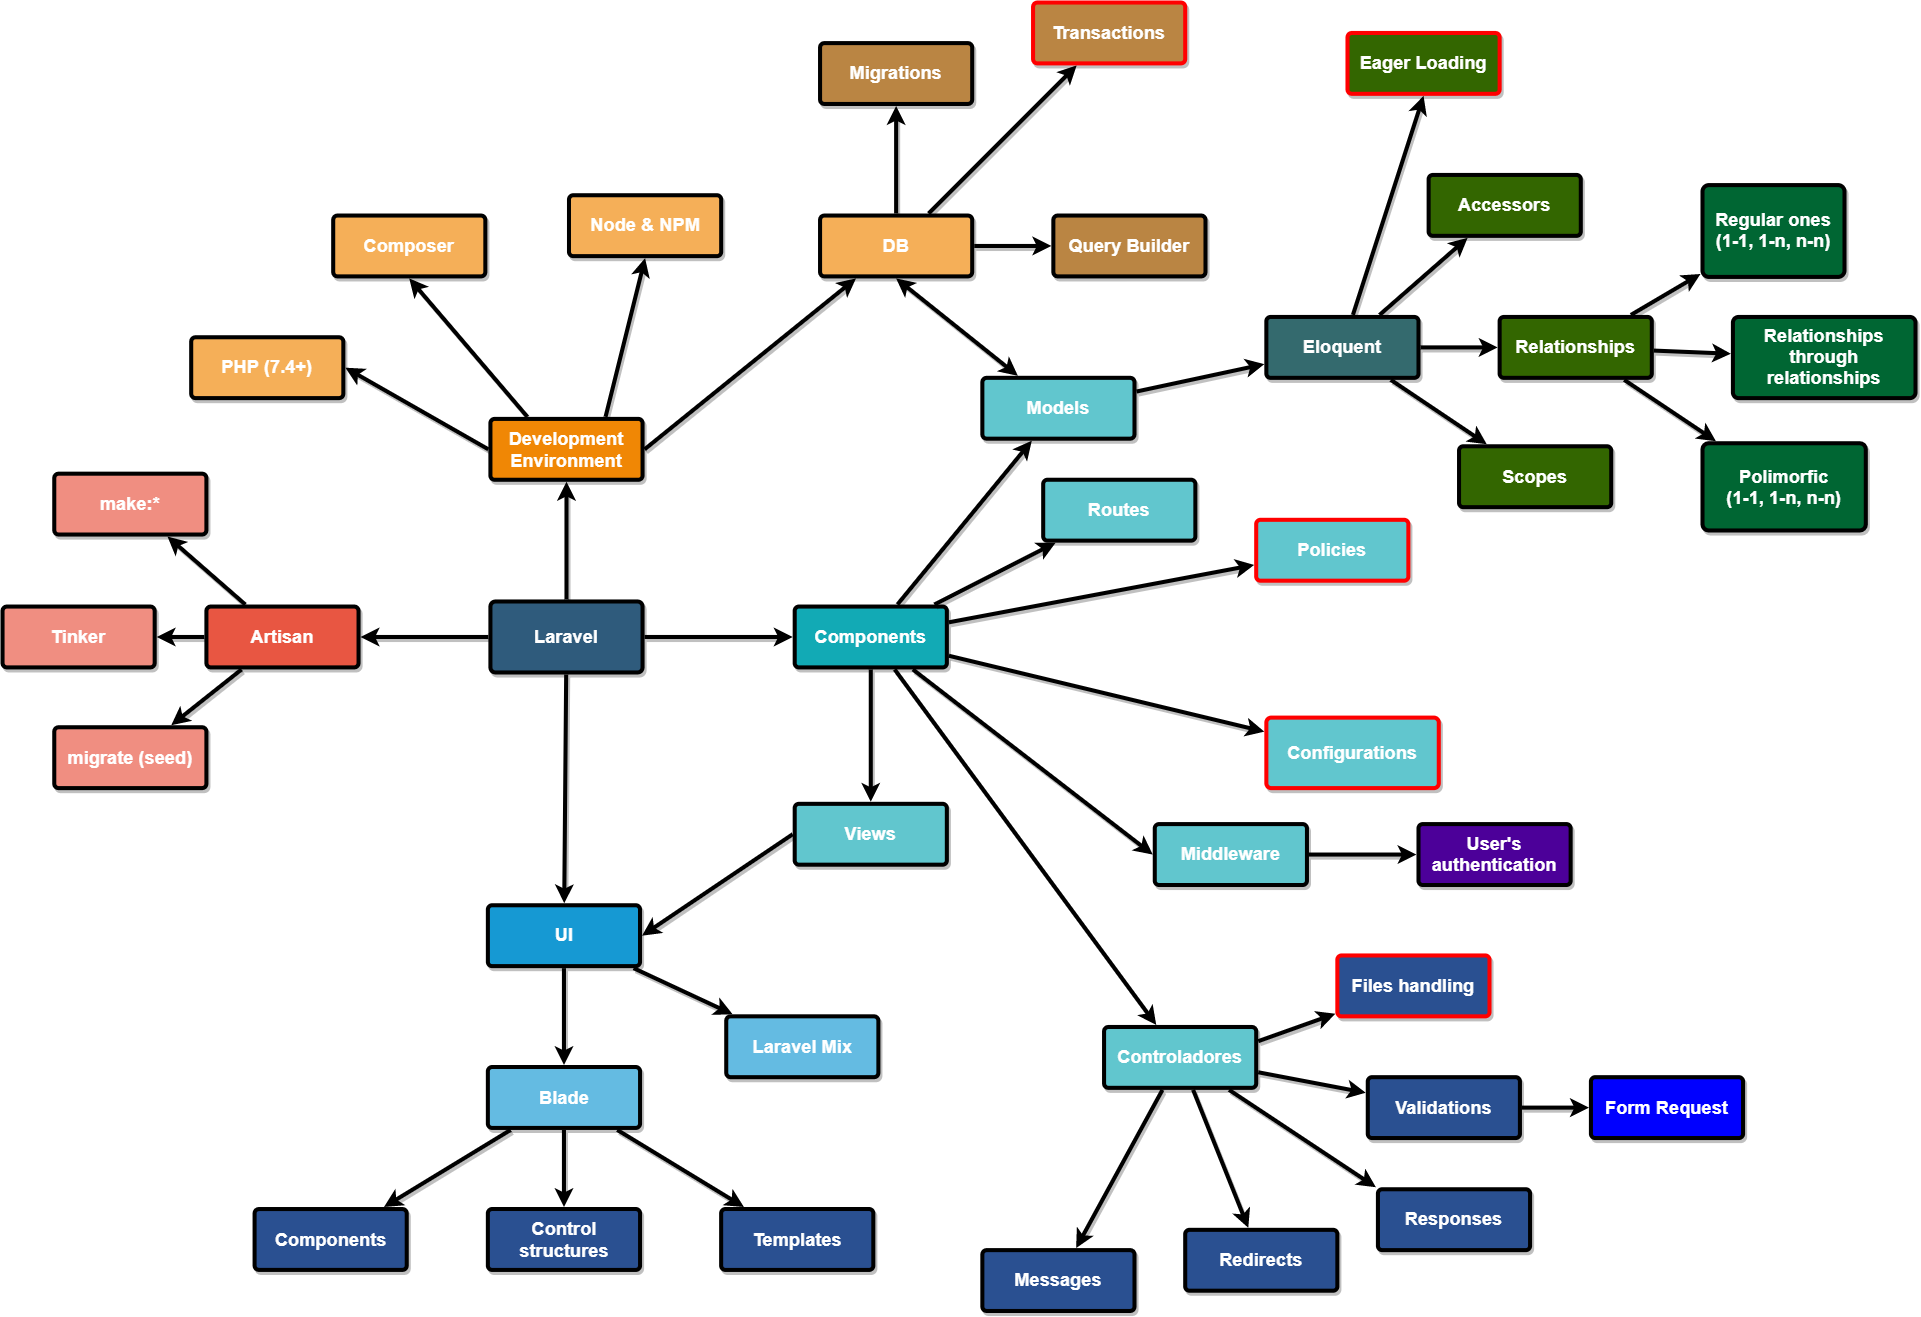 Transactions
Eager Loading
Migrations
Accessors
Node & NPM
Regular ones
(1-1, 1-n, n-n)
Composer
DB
Query Builder
Eloquent
Relationships
Relationships
through
relationships
PHP (7.4+)
Models
Development
Environment
Scopes
Polimorfic
(1-1, 1-n, n-n)
make:*
Routes
Policies
Tinker
Artisan
Laravel
Components
migrate (seed)
Configurations
Views
Middleware
User's
authentication
UI
Files handling
Laravel Mix
Controladores
Blade
Validations
Form Request
Components
Control
structures
Templates
Responses
Redirects
Messages